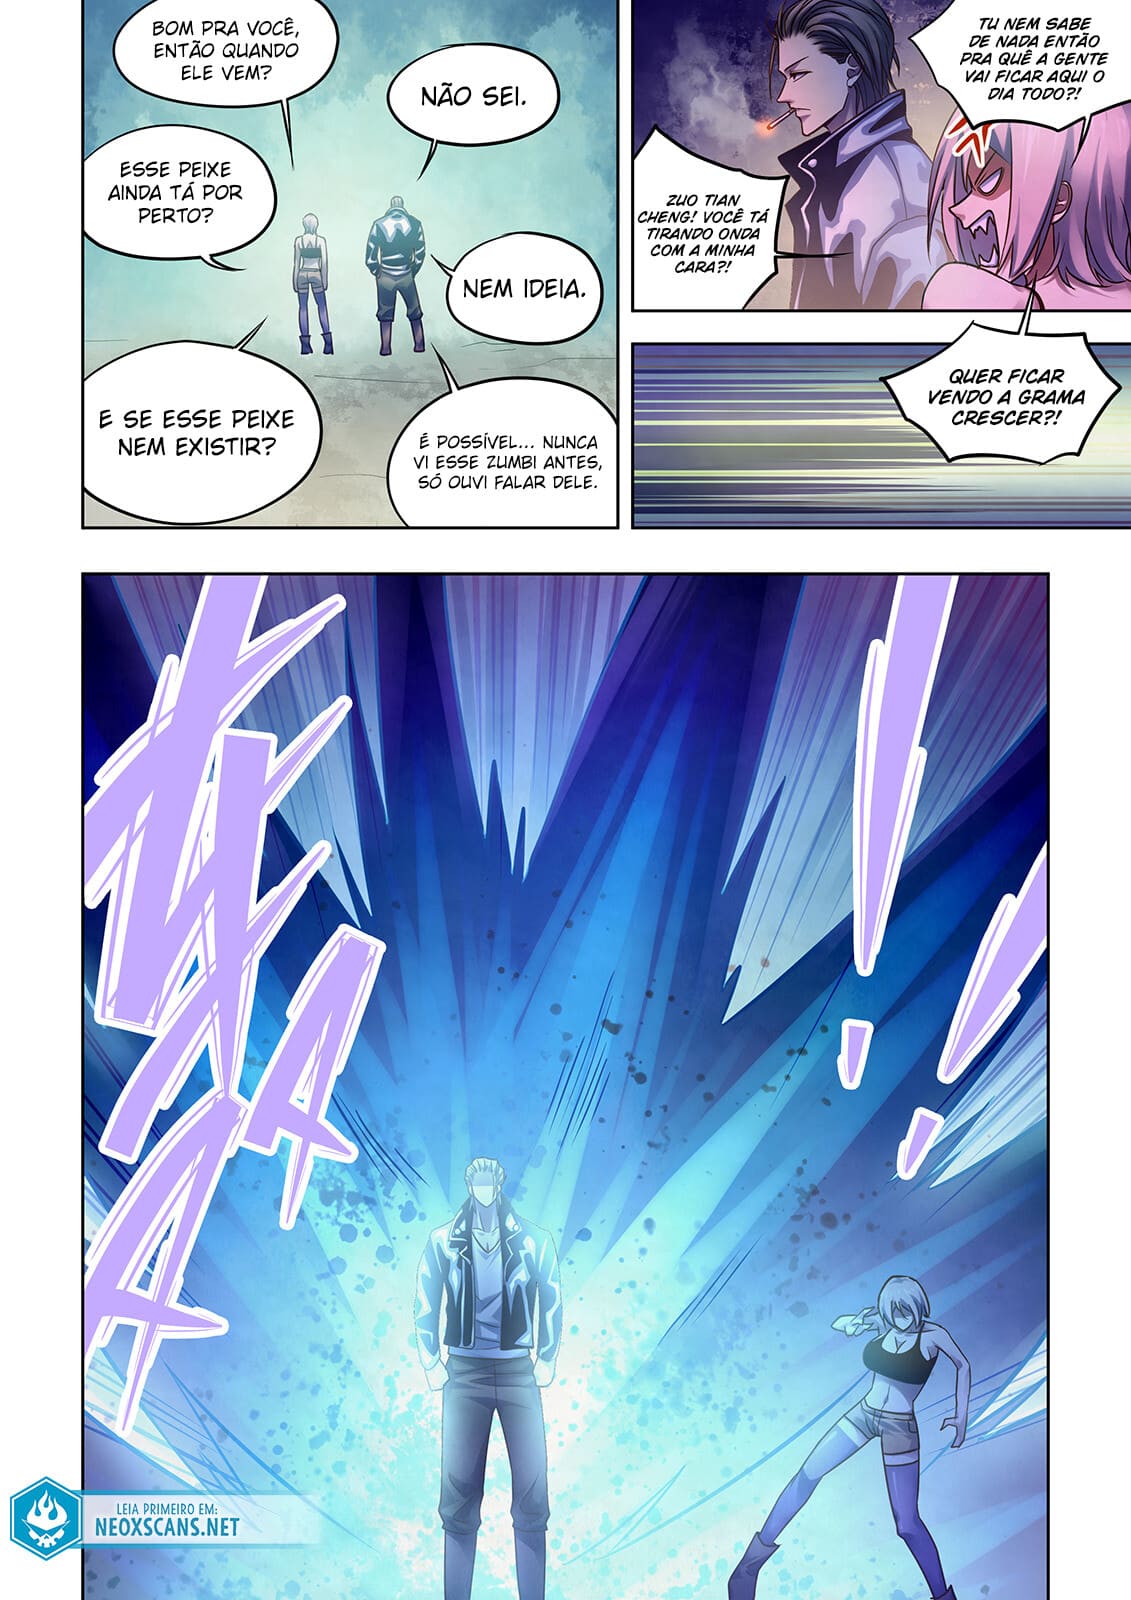 BOM PRA VOCÊ,
ENTÃO QUANDO
ELE VEM?
NÃO SEI.
ESSE PEIXE
AINDA TÁ POR
PERTO?
NEM IDEIA.
E SE ESSE PEIXE
NEM EXISTIR?
É POSSÍVEL... NUNCA
VI ESSE ZUMBI ANTES,
SÓ OUVI FALAR DELE.
TU NEM SABE
DE NADA ENTÃO
PRA QUÊ A GENTE
VAI FICAR AQUI O
DIA TODO?!
ZUO TIAN
CHENG! VOCÊ TÁ
TIRANDO ONDA
COM A MINHA
CARA?!
QUER FICAR
VENDO A GRAMA
CRESCER?!
LEIA PRIMEIRO EM:
NEOXSCANS.NET